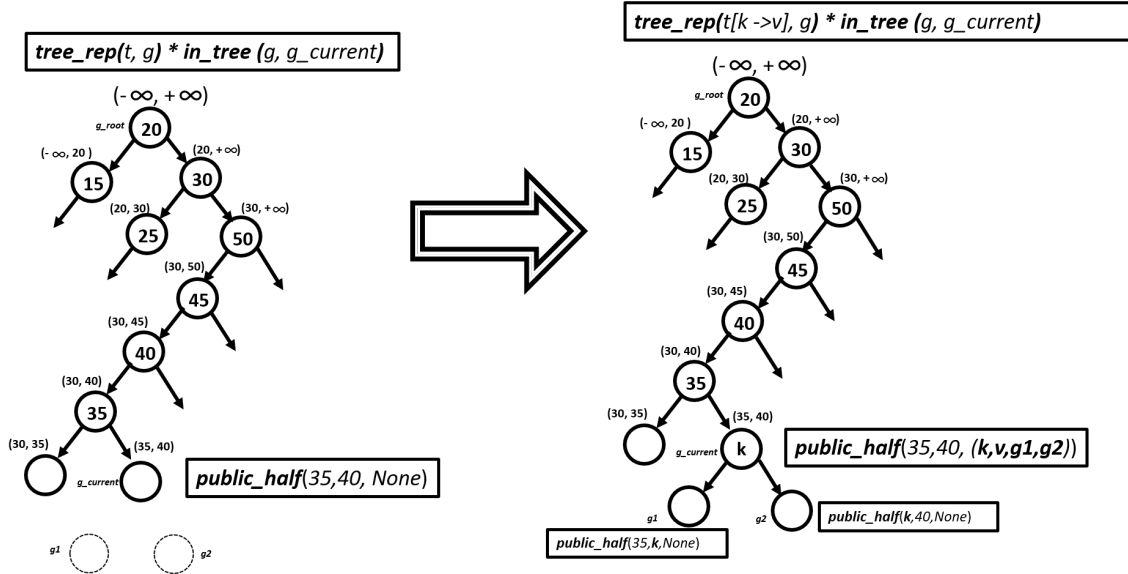 tree_rep(t, g) * in_tree (g, g_current)
(- ∞, + ∞)
g_root
20
(- ∞, 20 )
15
(20, +∞)
30
(20, 30)
25
(30, +∞)
50
(30, 50)
45
(30, 45)
40
(30, 40)
35
(30, 35)
(35, 40)
g_current
public_half(35,40, None)
g1
g2
tree_rep(t[k ->v], g) * in_tree (g, g_current)
(- ∞, +∞)
g_root
20
(- ∞, 20 )
15
(20, +∞)
30
(20, 30)
25
(30, +∞)
50
(30, 50)
45
(30, 45)
40
(30, 40)
35
(30, 35)
(35, 40)
g_current
k
public_half(35,40, (k,v,g1,g2))
g1
g2
public_half(k,40,None)
public_half(35,k,None)